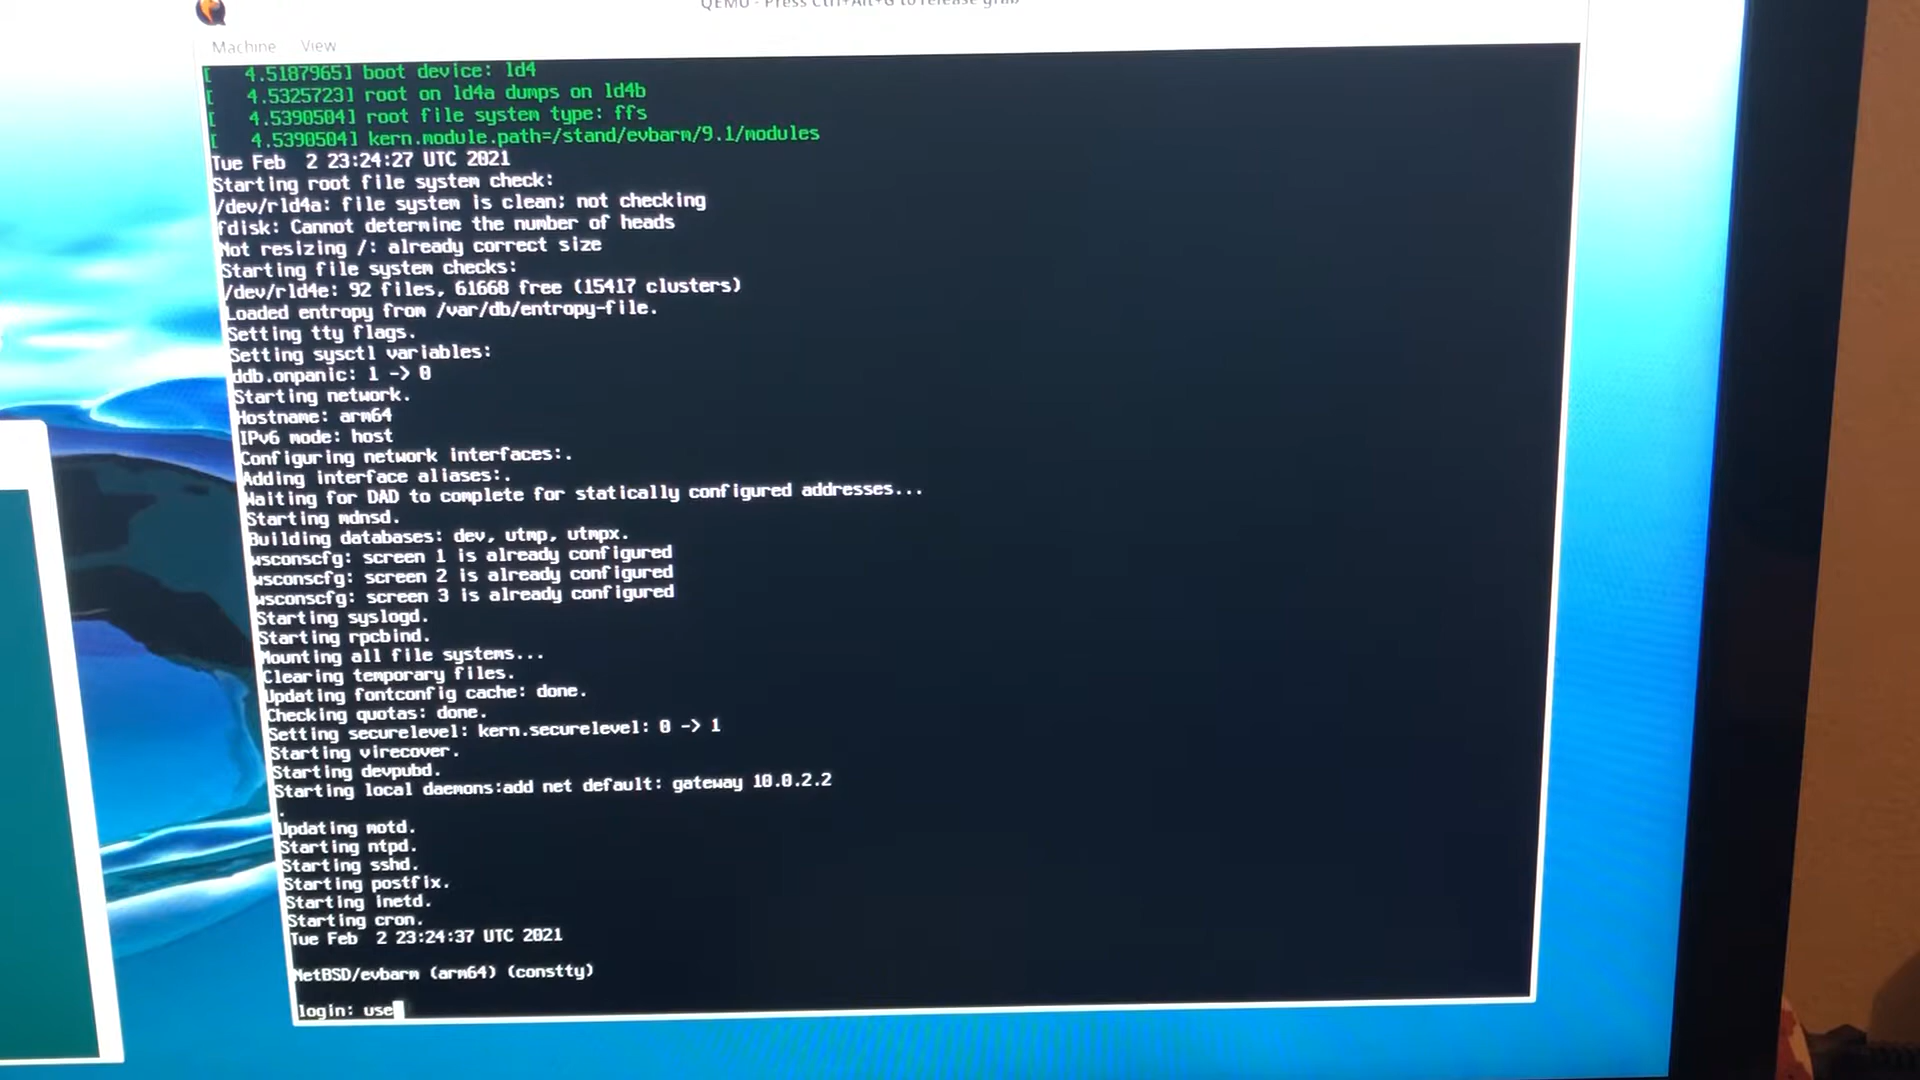 QEMU - Press Ctrl+Alt+G to release grab
Machine View
[ 4.5187965] boot device: ld4
[ 4.5325723] root on ld4a dumps on ld4b
[ 4.5390504] root file system type: ffs
[ 4.5390504] kern.module.path=/stand/evbarm/9.1/modules
Tue Feb  2 23:24:27 UTC 2021
Starting root file system check:
/dev/rld4a: file system is clean; not checking
fdisk: Cannot determine the number of heads
Not resizing /: already correct size
Starting file system checks:
/dev/rld4e: 92 files, 61668 free (15417 clusters)
Loaded entropy from /var/db/entropy-file.
Setting tty flags.
Setting sysctl variables:
ddb.onpanic: 1 -> 0
Starting network.
Hostname: arm64
IPv6 mode: host
Configuring network interfaces:.
Adding interface aliases:.
Waiting for DAD to complete for statically configured addresses...
Starting mdnsd.
Building databases: dev, utmp, utmpx.
wsconscfg: screen 1 is already configured
wsconscfg: screen 2 is already configured
wsconscfg: screen 3 is already configured
Starting syslogd.
Starting rpcbind.
Mounting all file systems...
Clearing temporary files.
Updating fontconfig cache: done.
Checking quotas: done.
Setting securelevel: kern.securelevel: 0 -> 1
Starting virecover.
Starting devpubd.
Starting local daemons:add net default: gateway 10.0.2.2
.
Updating motd.
Starting ntpd.
Starting sshd.
Starting postfix.
Starting inetd.
Starting cron.
Tue Feb  2 23:24:37 UTC 2021
NetBSD/evbarm (arm64) (constty)
login: use